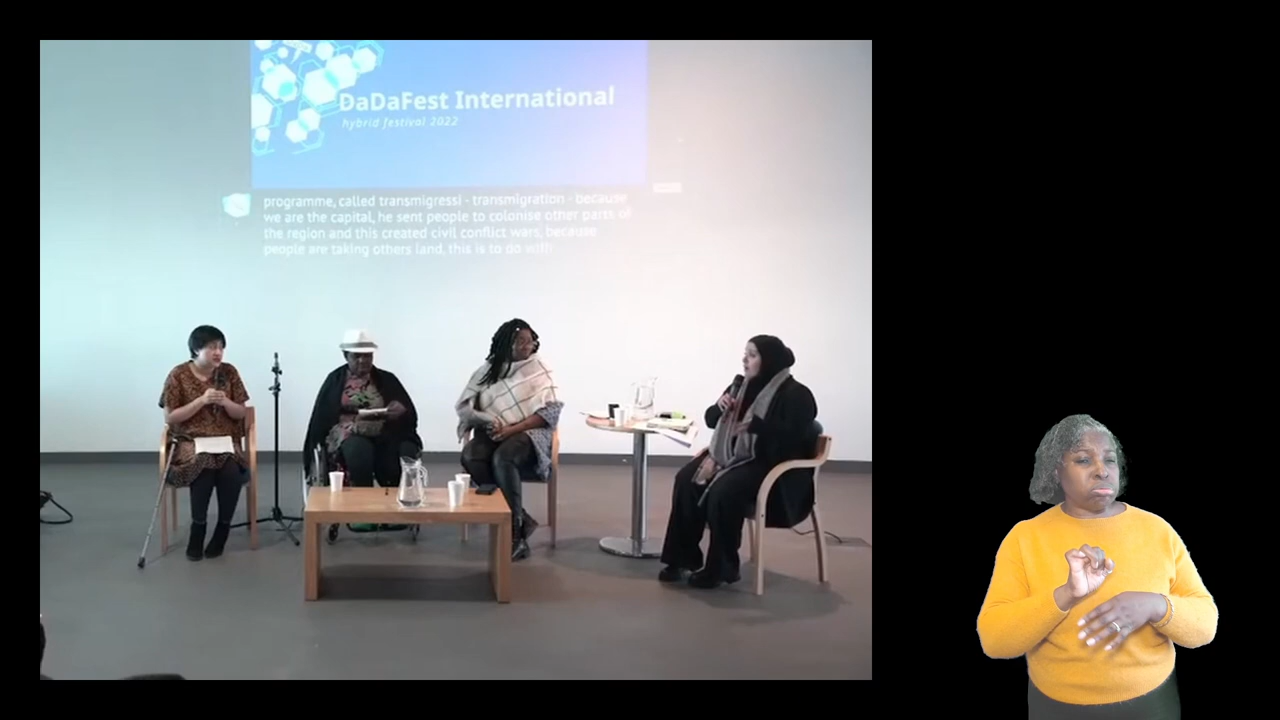 DaDaFest International
hybrid festival 2022
programme, called transmigressi - transmigration - because
we are the capital, he sent people to colonise other parts of
the region and this created civil conflict wars, because
people are taking others land, this is to do with